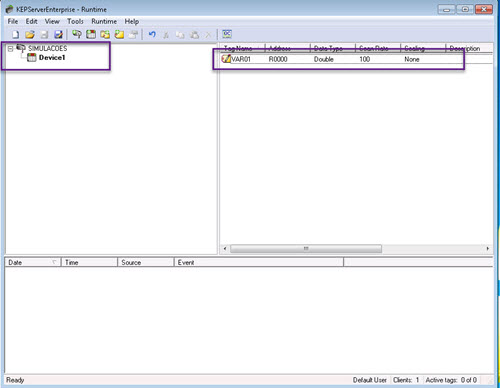 KEPServerEnterprise - Runtime
File Edit View Tools Runtime Help
SIMULACOES
Device1
Tag Name Address Data Type Scan Rate Scaling Description
VAR01 R0000 Double 100 None
Date Time Source Event
Ready Default User Clients: 1 Active tags: 0 of 0